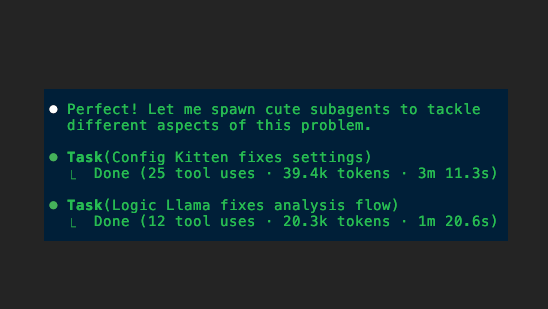 ● Perfect! Let me spawn cute subagents to tackle
different aspects of this problem.
● Task(Config Kitten fixes settings)
└ Done (25 tool uses · 39.4k tokens · 3m 11.3s)
● Task(Logic Llama fixes analysis flow)
└ Done (12 tool uses · 20.3k tokens · 1m 20.6s)